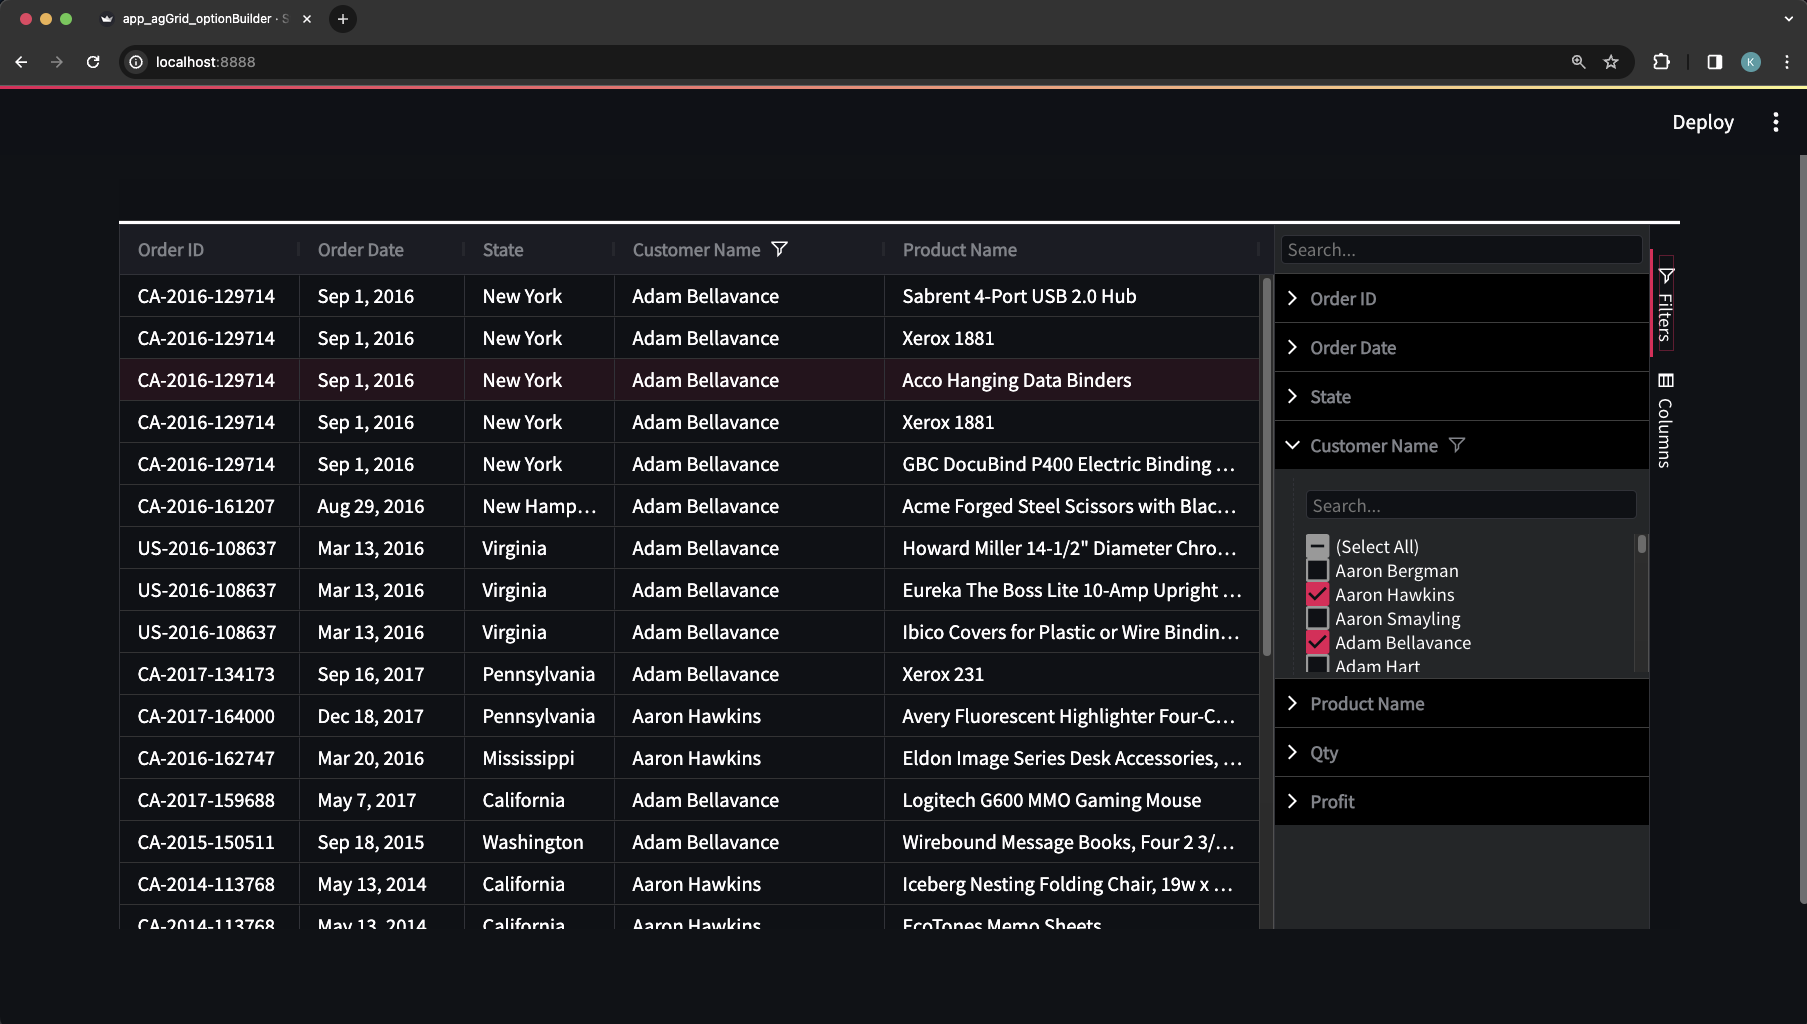 app_agGrid_optionBuilder · S
localhost:8888
K
Deploy
Order ID Order Date State Customer Name Product Name
CA-2016-129714 Sep 1, 2016 New York Adam Bellavance Sabrent 4-Port USB 2.0 Hub
CA-2016-129714 Sep 1, 2016 New York Adam Bellavance Xerox 1881
CA-2016-129714 Sep 1, 2016 New York Adam Bellavance Acco Hanging Data Binders
CA-2016-129714 Sep 1, 2016 New York Adam Bellavance Xerox 1881
CA-2016-129714 Sep 1, 2016 New York Adam Bellavance GBC DocuBind P400 Electric Binding ...
CA-2016-161207 Aug 29, 2016 New Hamp... Adam Bellavance Acme Forged Steel Scissors with Blac...
US-2016-108637 Mar 13, 2016 Virginia Adam Bellavance Howard Miller 14-1/2" Diameter Chro...
US-2016-108637 Mar 13, 2016 Virginia Adam Bellavance Eureka The Boss Lite 10-Amp Upright ...
US-2016-108637 Mar 13, 2016 Virginia Adam Bellavance Ibico Covers for Plastic or Wire Bindin...
CA-2017-134173 Sep 16, 2017 Pennsylvania Adam Bellavance Xerox 231
CA-2017-164000 Dec 18, 2017 Pennsylvania Aaron Hawkins Avery Fluorescent Highlighter Four-C...
CA-2016-162747 Mar 20, 2016 Mississippi Aaron Hawkins Eldon Image Series Desk Accessories, ...
CA-2017-159688 May 7, 2017 California Adam Bellavance Logitech G600 MMO Gaming Mouse
CA-2015-150511 Sep 18, 2015 Washington Adam Bellavance Wirebound Message Books, Four 2 3/...
CA-2014-113768 May 13, 2014 California Aaron Hawkins Iceberg Nesting Folding Chair, 19w x ...
CA-2014-113768 May 13, 2014 California Aaron Hawkins EcoTones Memo Sheets
Search...
Order ID
Order Date
State
Customer Name
Search...
(Select All)
Aaron Bergman
Aaron Hawkins
Aaron Smayling
Adam Bellavance
Adam Hart
Product Name
Qty
Profit
Filters
Columns